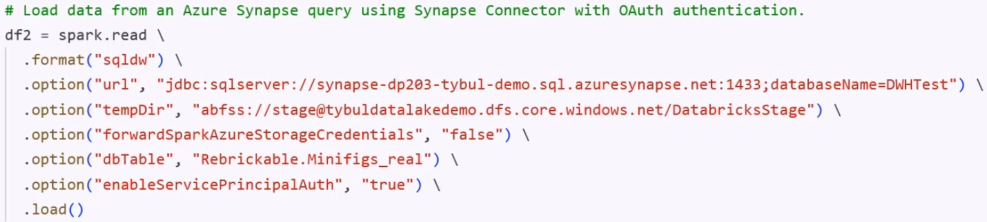 # Load data from an Azure Synapse query using Synapse Connector with OAuth authentication.
df2 = spark.read \
  .format("sqldw") \
  .option("url", "jdbc:sqlserver://synapse-dp203-tybul-demo.sql.azuresynapse.net:1433;databaseName=DWHTest") \
  .option("tempDir", "abfss://stage@tybuldatalakedemo.dfs.core.windows.net/DatabricksStage") \
  .option("forwardSparkAzureStorageCredentials", "false") \
  .option("dbTable", "Rebrickable.Minifigs_real") \
  .option("enableServicePrincipalAuth", "true") \
  .load()